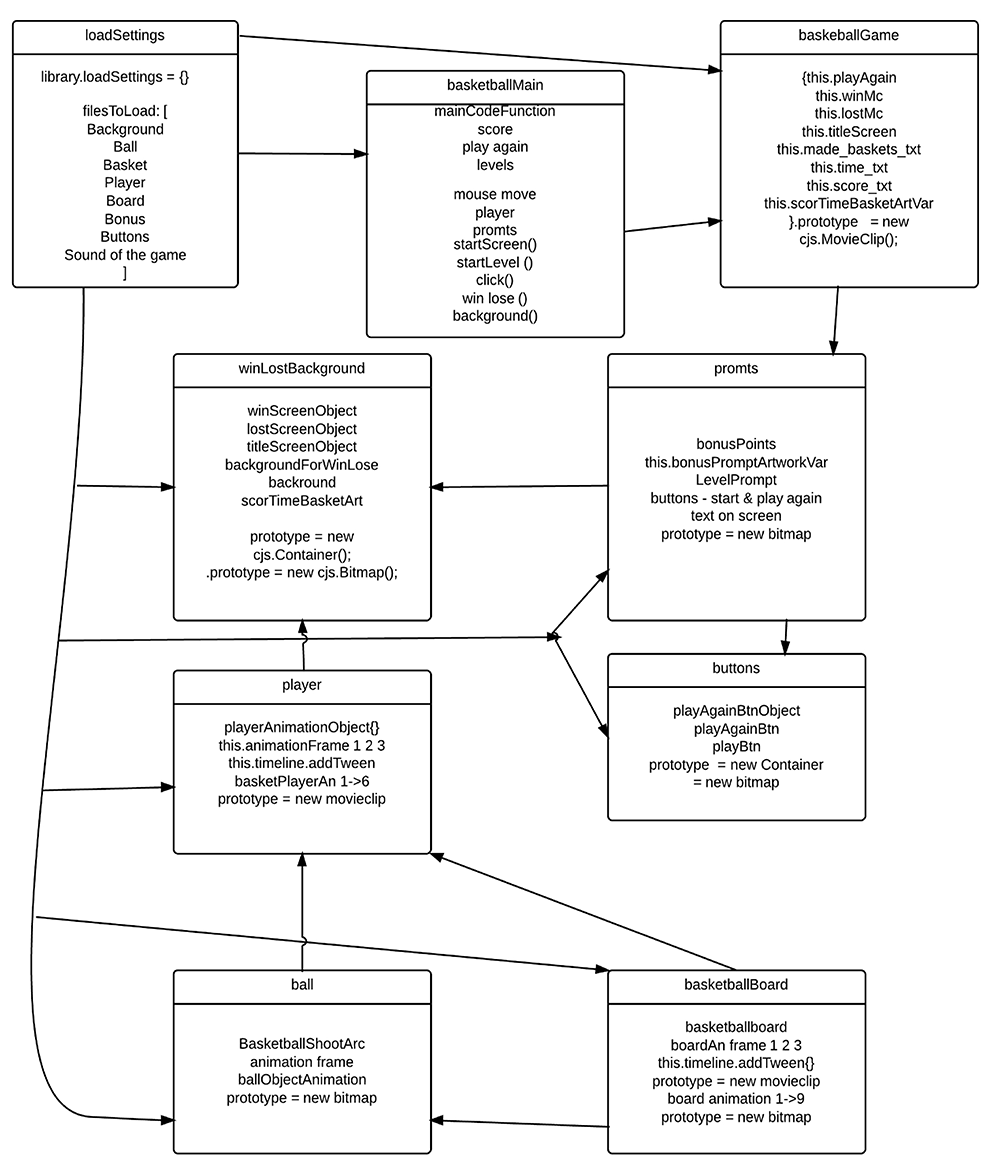 loadSettings
library.loadSettings = {}
filesToLoad: [
Background
Ball
Basket
Player
Board
Bonus
Buttons
Sound of the game
]
basketballMain
mainCodeFunction
score
play again
levels
mouse move
player
promts
startScreen()
startLevel ()
click()
win lose ()
background()
baskeballGame
{this.playAgain
this.winMc
this.lostMc
this.titleScreen
this.made_baskets_txt
this.time_txt
this.score_txt
this.scorTimeBasketArtVar
}.prototype = new
cjs.MovieClip();
winLostBackground
winScreenObject
lostScreenObject
titleScreenObject
backgroundForWinLose
backround
scorTimeBasketArt
prototype = new
cjs.Container();
.prototype = new cjs.Bitmap();
promts
bonusPoints
this.bonusPromptArtworkVar
LevelPrompt
buttons - start & play again
text on screen
prototype = new bitmap
player
playerAnimationObject{}
this.animationFrame 1 2 3
this.timeline.addTween
basketPlayerAn 1->6
prototype = new movieclip
buttons
playAgainBtnObject
playAgainBtn
playBtn
prototype = new Container
= new bitmap
ball
BasketballShootArc
animation frame
ballObjectAnimation
prototype = new bitmap
basketballBoard
basketballboard
boardAn frame 1 2 3
this.timeline.addTween{}
prototype = new movieclip
board animation 1->9
prototype = new bitmap